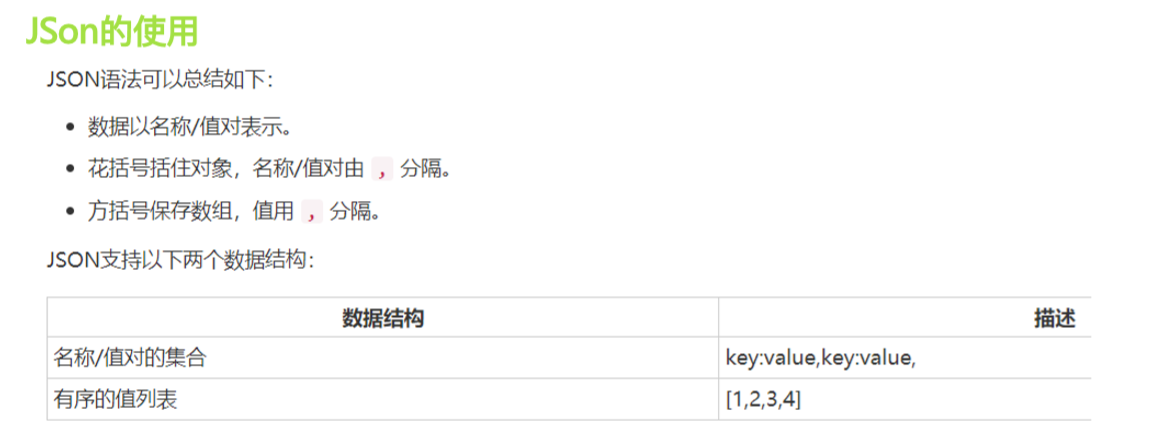 JSon的使用
JSON语法可以总结如下：
• 数据以名称/值对表示。
• 花括号括住对象，名称/值对由 , 分隔。
• 方括号保存数组，值用 , 分隔。
JSON支持以下两个数据结构：
数据结构 描述
名称/值对的集合 key:value,key:value,
有序的值列表 [1,2,3,4]